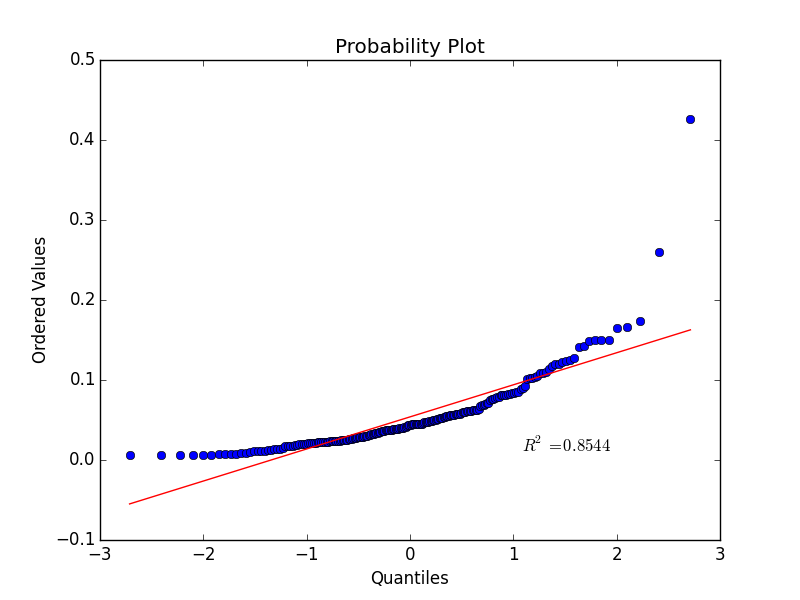 Probability Plot
Ordered Values
0.5
0.4
0.3
0.2
0.1
0.0
−0.1
R² =0.8544
−3 −2 −1 0 1 2 3
Quantiles